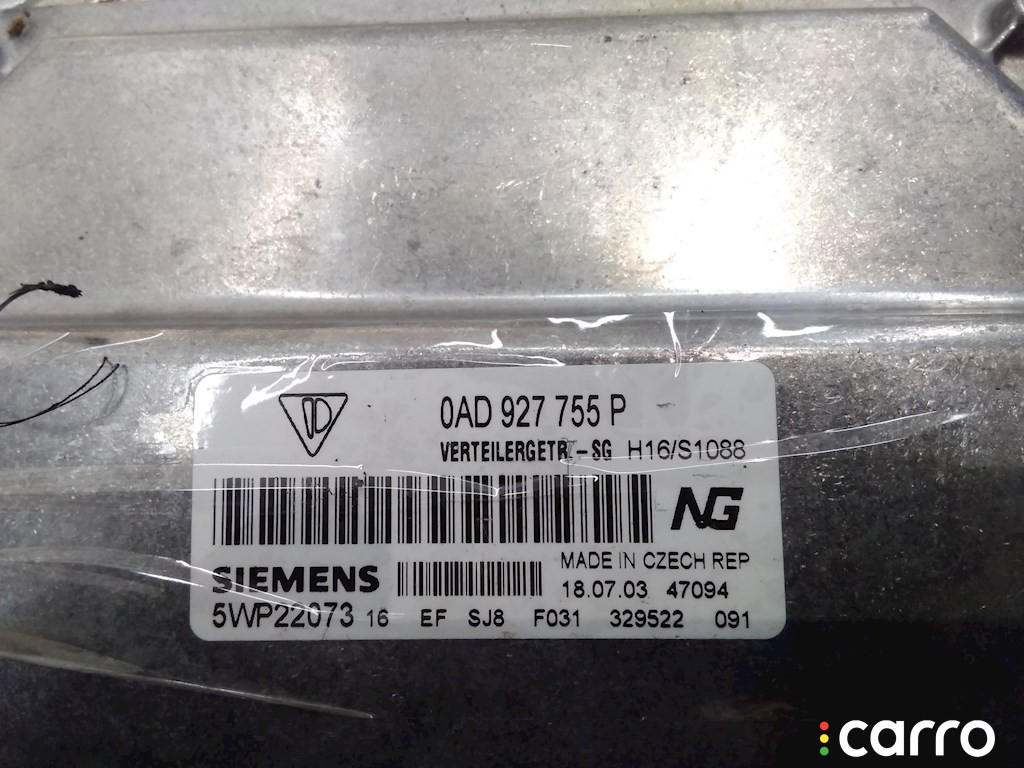 0AD 927 755 P
VERTEILERGETR.-SG H16/S1088
NG
MADE IN CZECH REP
SIEMENS 18.07.03 47094
5WP22073 16 EF SJ8 F031 329522 091
carro